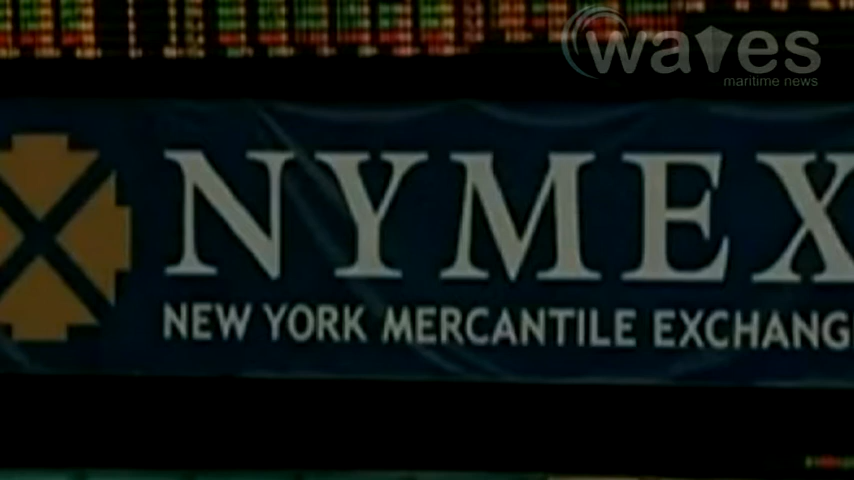 waves
maritime news
NYMEX
NEW YORK MERCANTILE EXCHANG